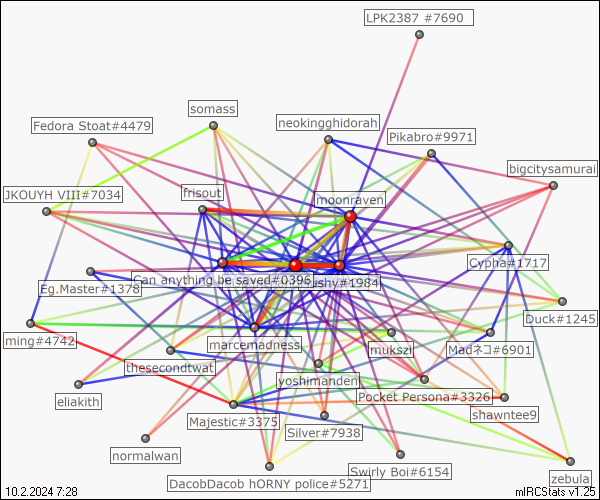 LPK2387 #7690
somass
Fedora Stoat#4479
neokingghidorah
Pikabro#9971
bigcitysamurai
JKOUYH VIII#7034
frisout
moonraven
Cypha#1717
Can anything be saved#0396
ushy#1984
Eg.Master#1378
Duck#1245
ming#4742
marcemadness
mukszi
Madネコ#6901
thesecondtwat
yoshimanden
eliakith
Pocket Persona#3326
shawntee9
Majestic#3375
Silver#7938
normalwan
Swirly Boi#6154
DacobDacob hORNY police#5271
zebula
10.2.2024 7:28
mIRCStats v1.25